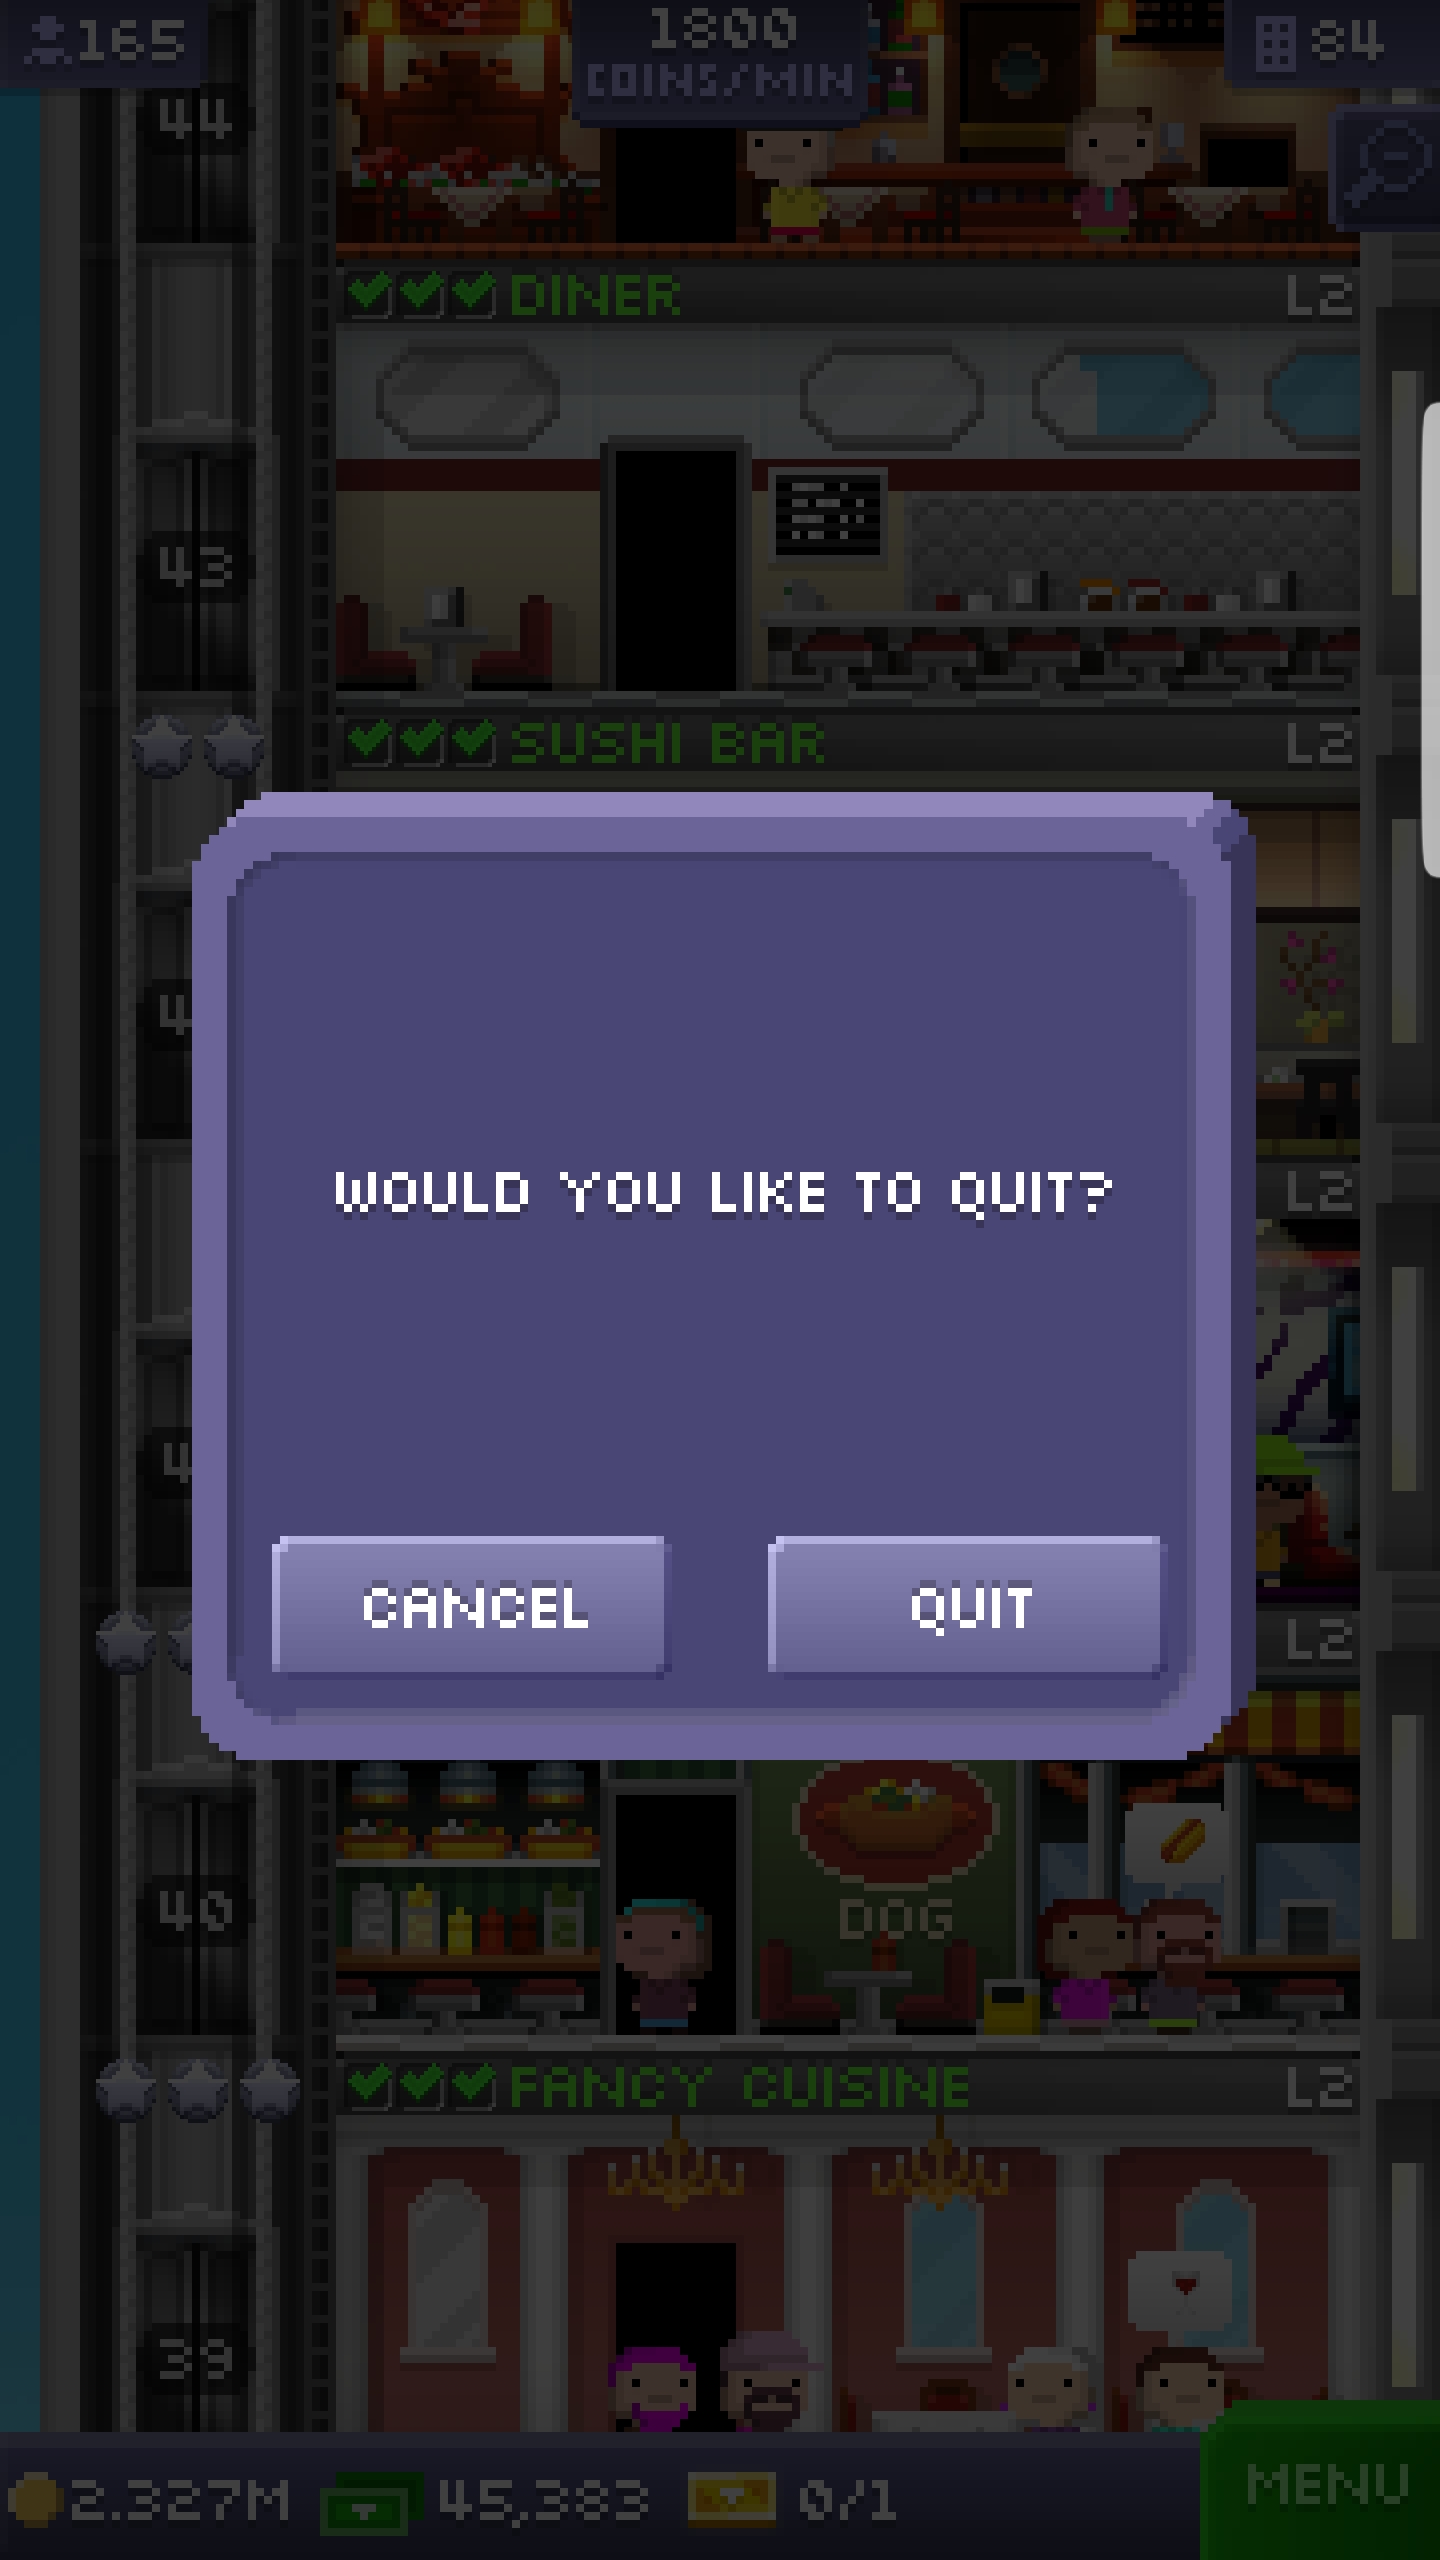 165
1800
COINS/MIN
84
44
DINER
L2
43
SUSHI BAR
L2
L2
WOULD YOU LIKE TO QUIT?
CANCEL
QUIT
L2
40
DOG
FANCY CUISINE
L2
39
2.327M
45,383
0/1
MENU